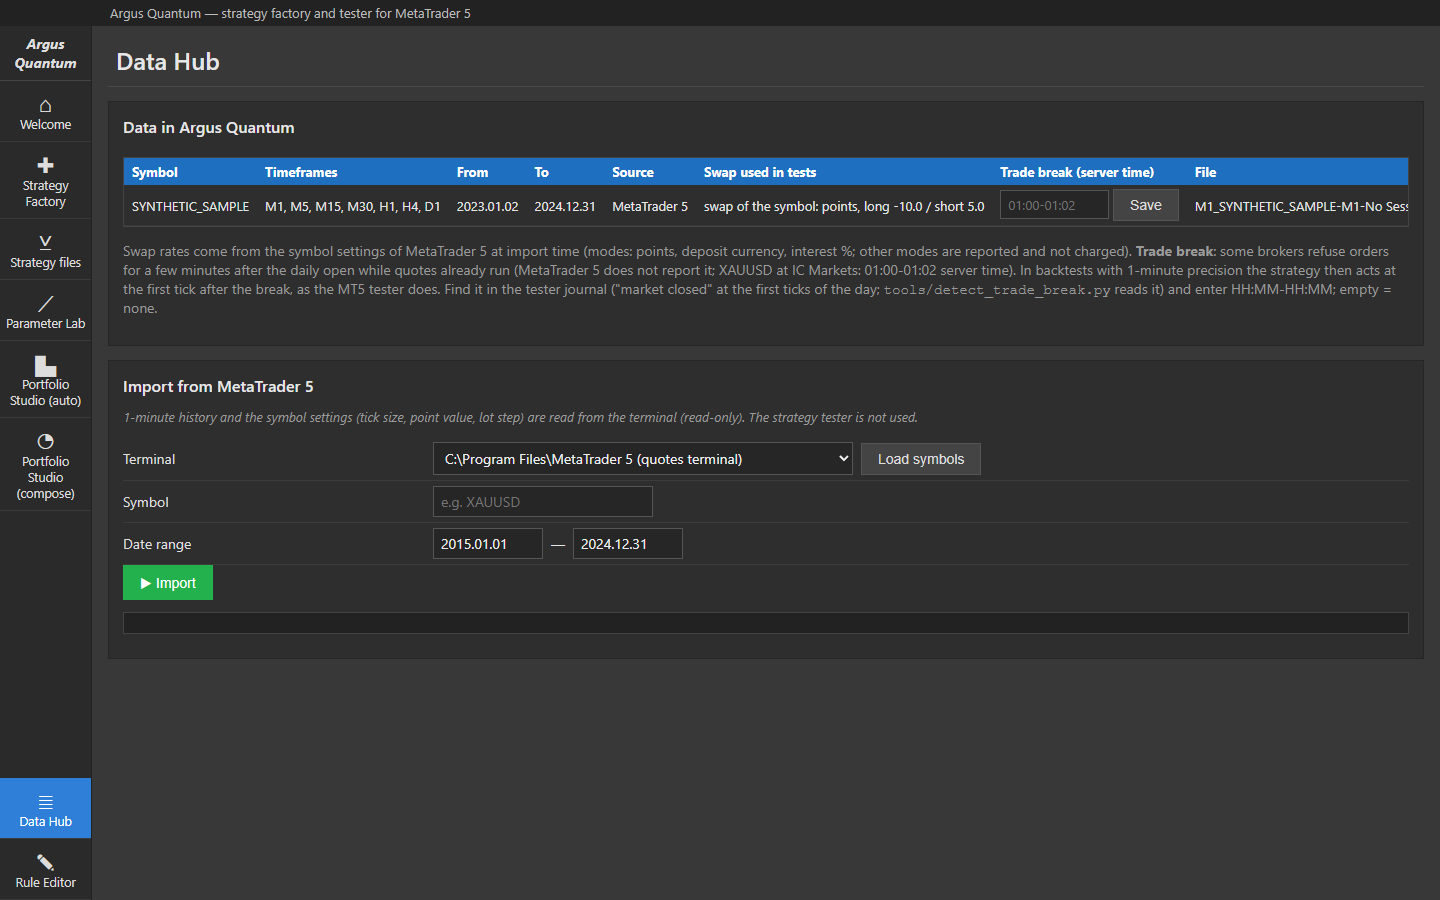 Argus Quantum — strategy factory and tester for MetaTrader 5
Argus
Quantum
Welcome
Strategy
Factory
Strategy files
Parameter Lab
Portfolio
Studio (auto)
Portfolio
Studio
(compose)
Data Hub
Rule Editor
Data Hub
Data in Argus Quantum
Symbol Timeframes From To Source Swap used in tests Trade break (server time) File
SYNTHETIC_SAMPLE M1, M5, M15, M30, H1, H4, D1 2023.01.02 2024.12.31 MetaTrader 5 swap of the symbol: points, long -10.0 / short 5.0 01:00-01:02 Save M1_SYNTHETIC_SAMPLE-M1-No Ses
Swap rates come from the symbol settings of MetaTrader 5 at import time (modes: points, deposit currency, interest %; other modes are reported and not charged). Trade break: some brokers refuse orders
for a few minutes after the daily open while quotes already run (MetaTrader 5 does not report it; XAUUSD at IC Markets: 01:00-01:02 server time). In backtests with 1-minute precision the strategy then acts at
the first tick after the break, as the MT5 tester does. Find it in the tester journal ("market closed" at the first ticks of the day; tools/detect_trade_break.py reads it) and enter HH:MM-HH:MM; empty =
none.
Import from MetaTrader 5
1-minute history and the symbol settings (tick size, point value, lot step) are read from the terminal (read-only). The strategy tester is not used.
Terminal C:\Program Files\MetaTrader 5 (quotes terminal) Load symbols
Symbol e.g. XAUUSD
Date range 2015.01.01 — 2024.12.31
▶ Import